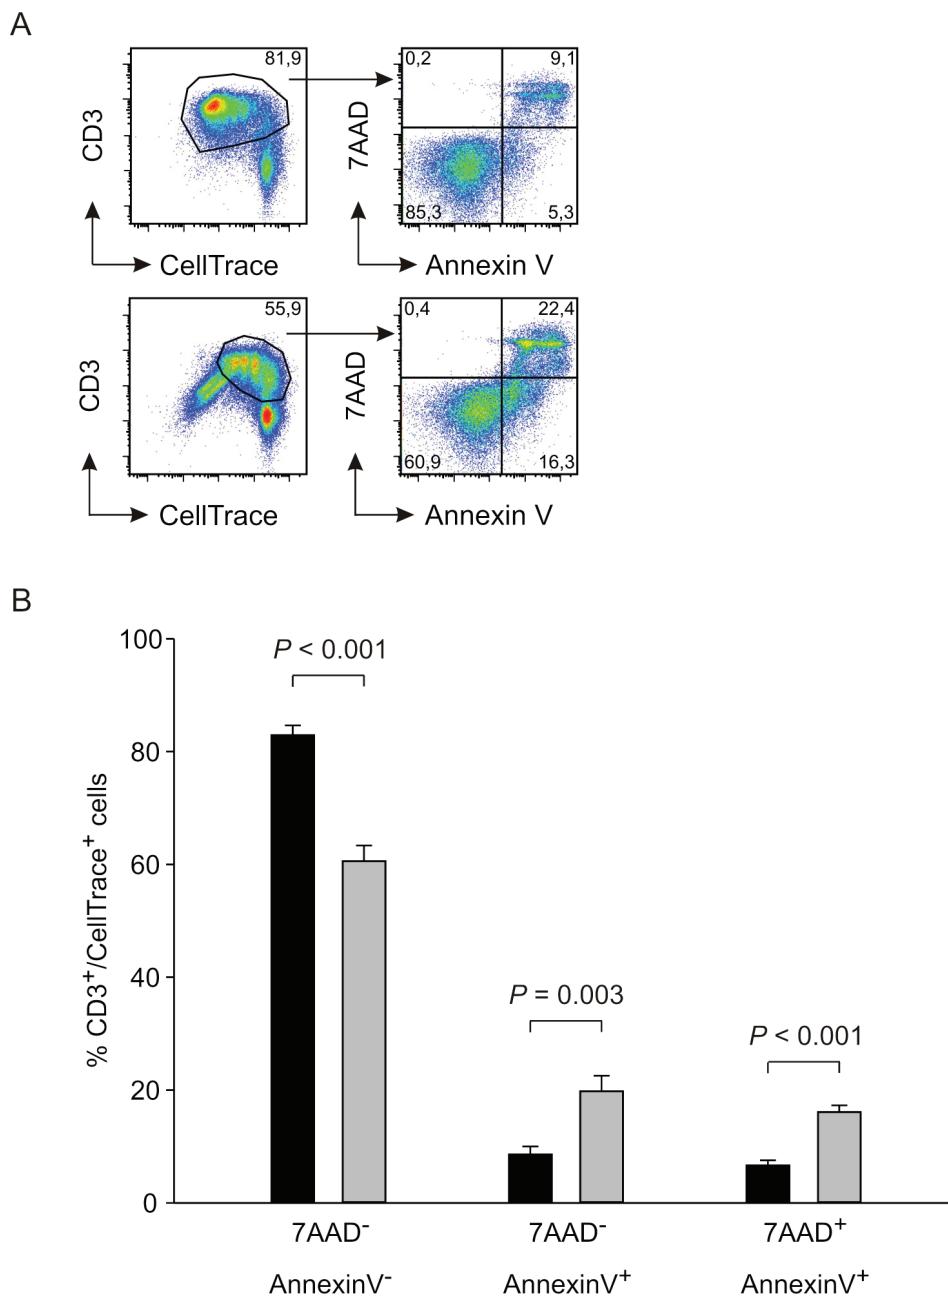 A
81,9
0,2 9,1
CD3
7AAD
85,3 5,3
CellTrace
Annexin V
55,9
0,4 22,4
CD3
7AAD
60,9 16,3
CellTrace
Annexin V
B
100
P < 0.001
80
% CD3+/CellTrace+ cells
60
40
P = 0.003
P < 0.001
20
0
7AAD- 7AAD- 7AAD+
AnnexinV- AnnexinV+ AnnexinV+